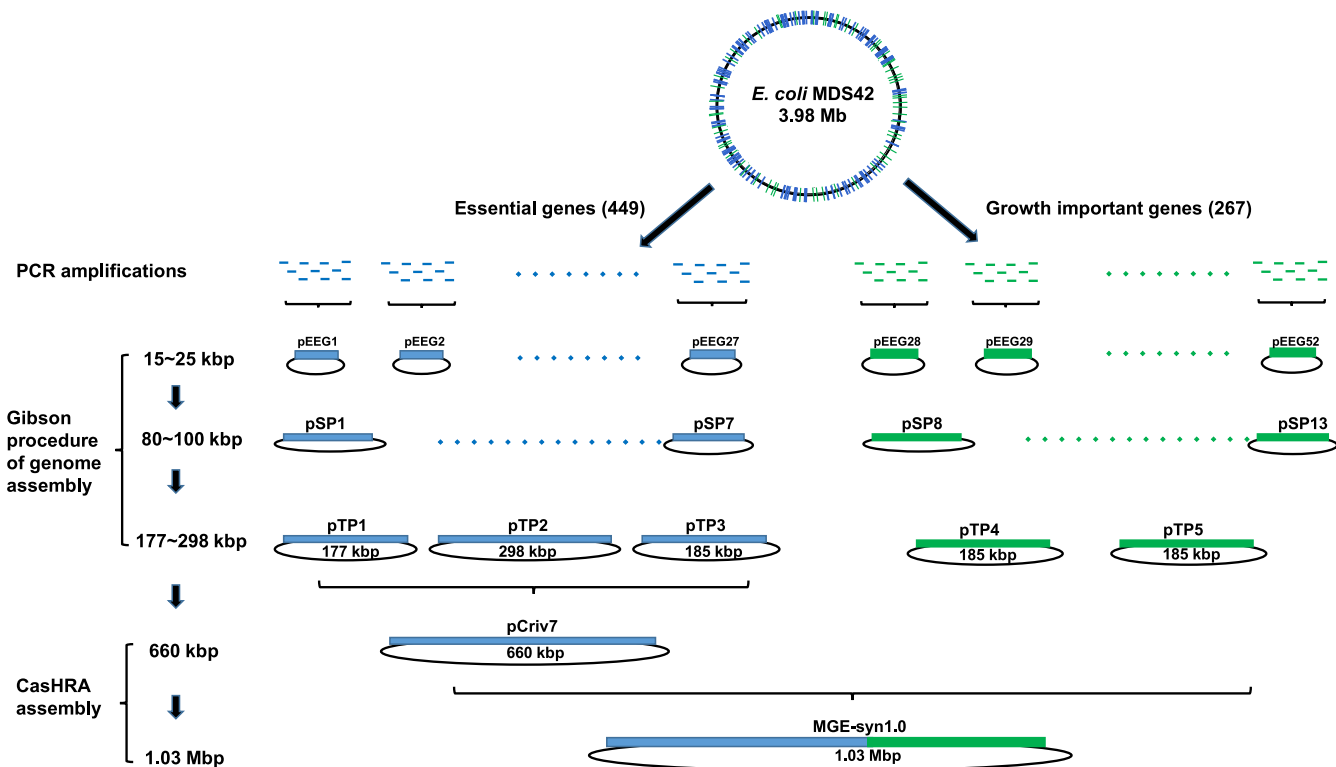 E. coli MDS42
3.98 Mb
Essential genes (449)
Growth important genes (267)
PCR amplifications
pEEG1
pEEG2
pEEG27
pEEG28
pEEG29
pEEG52
15~25 kbp
Gibson
procedure
of genome
assembly
pSP1
pSP7
pSP8
pSP13
80~100 kbp
pTP1
pTP2
pTP3
pTP4
pTP5
177~298 kbp
177 kbp
298 kbp
185 kbp
185 kbp
185 kbp
pCriv7
660 kbp
660 kbp
CasHRA
assembly
MGE-syn1.0
1.03 Mbp
1.03 Mbp